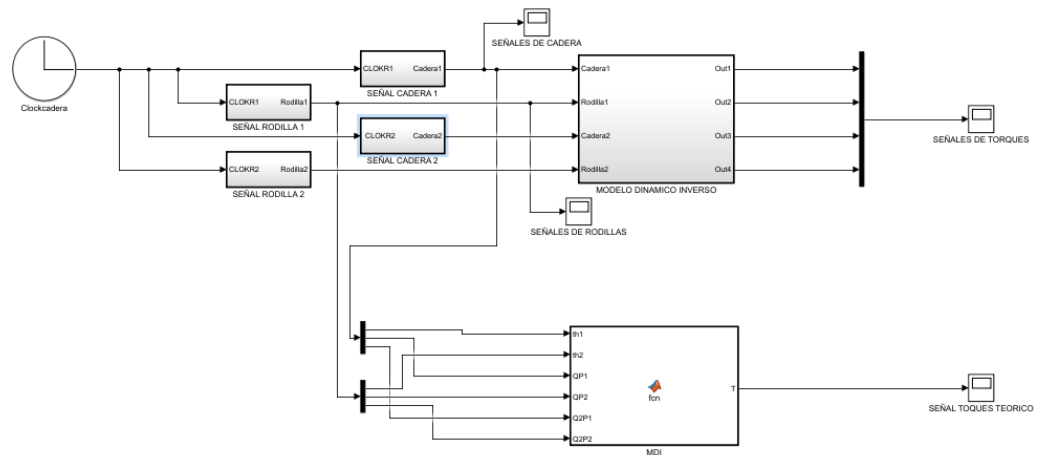 Clockcadera
CLOKR1
Cadera1
SEÑAL CADERA 1
SEÑALES DE CADERA
CLOKR1
Rodilla1
SEÑAL RODILLA 1
CLOKR2
Cadera2
SEÑAL CADERA 2
CLOKR2
Rodilla2
SEÑAL RODILLA 2
Cadera1
Rodilla1
Cadera2
Rodilla2
Out1
Out2
Out3
Out4
MODELO DINAMICO INVERSO
SEÑALES DE TORQUES
SEÑALES DE RODILLAS
th1
th2
QP1
QP2
Q2P1
Q2P2
fcn
T
MDI
SEÑAL TOQUES TEORICO